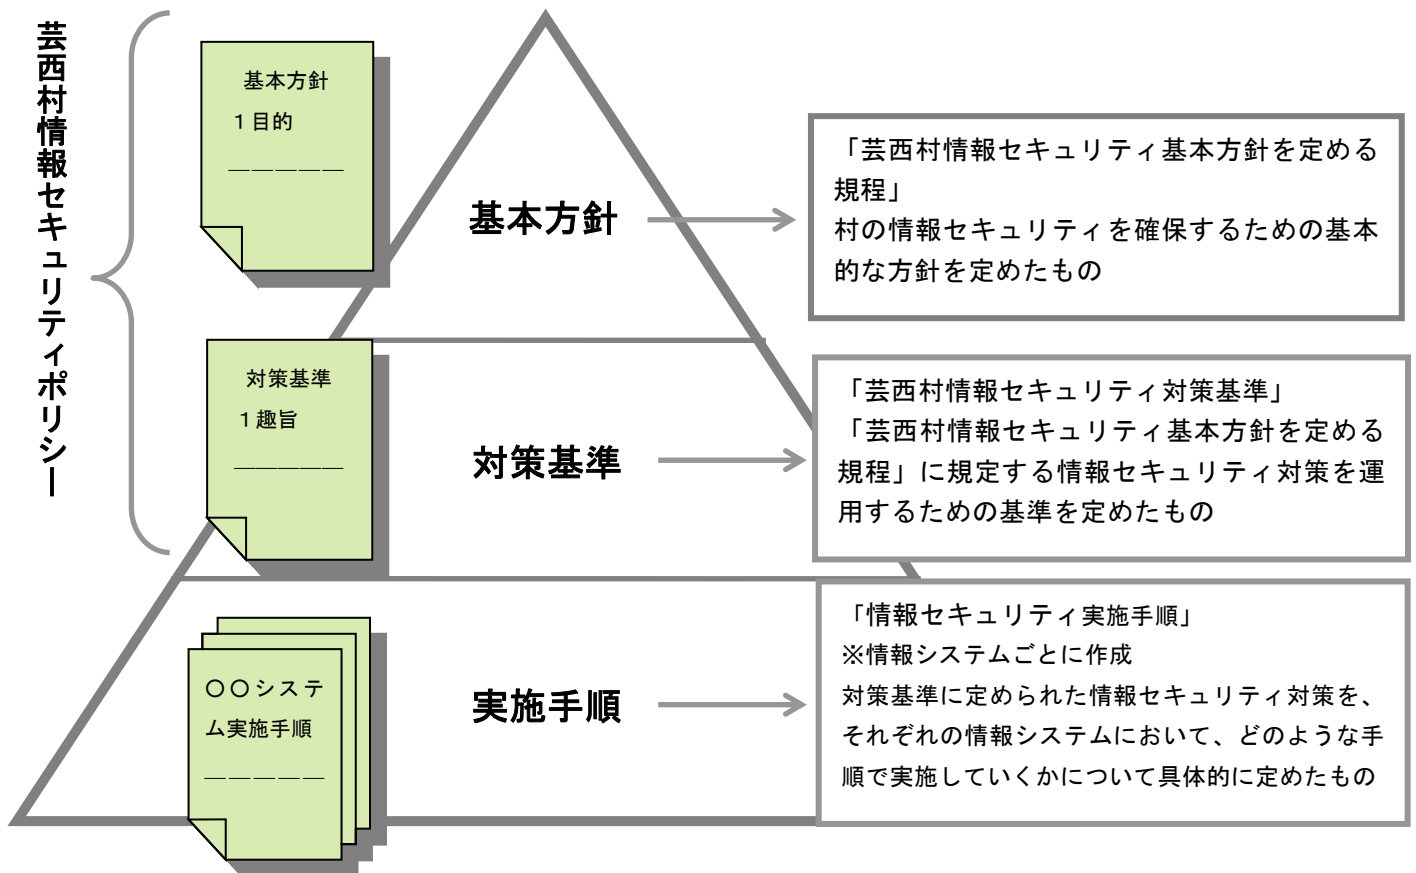 芸西村情報セキュリティポリシー
基本方針
1目的
―――――
基本方針
「芸西村情報セキュリティ基本方針を定める
規程」
村の情報セキュリティを確保するための基本
的な方針を定めたもの
対策基準
1趣旨
―――――
対策基準
「芸西村情報セキュリティ対策基準」
「芸西村情報セキュリティ基本方針を定める
規程」に規定する情報セキュリティ対策を運
用するための基準を定めたもの
〇〇システ
ム実施手順
―――――
実施手順
「情報セキュリティ実施手順」
※情報システムごとに作成
対策基準に定められた情報セキュリティ対策を、
それぞれの情報システムにおいて、どのような手
順で実施していくかについて具体的に定めたもの